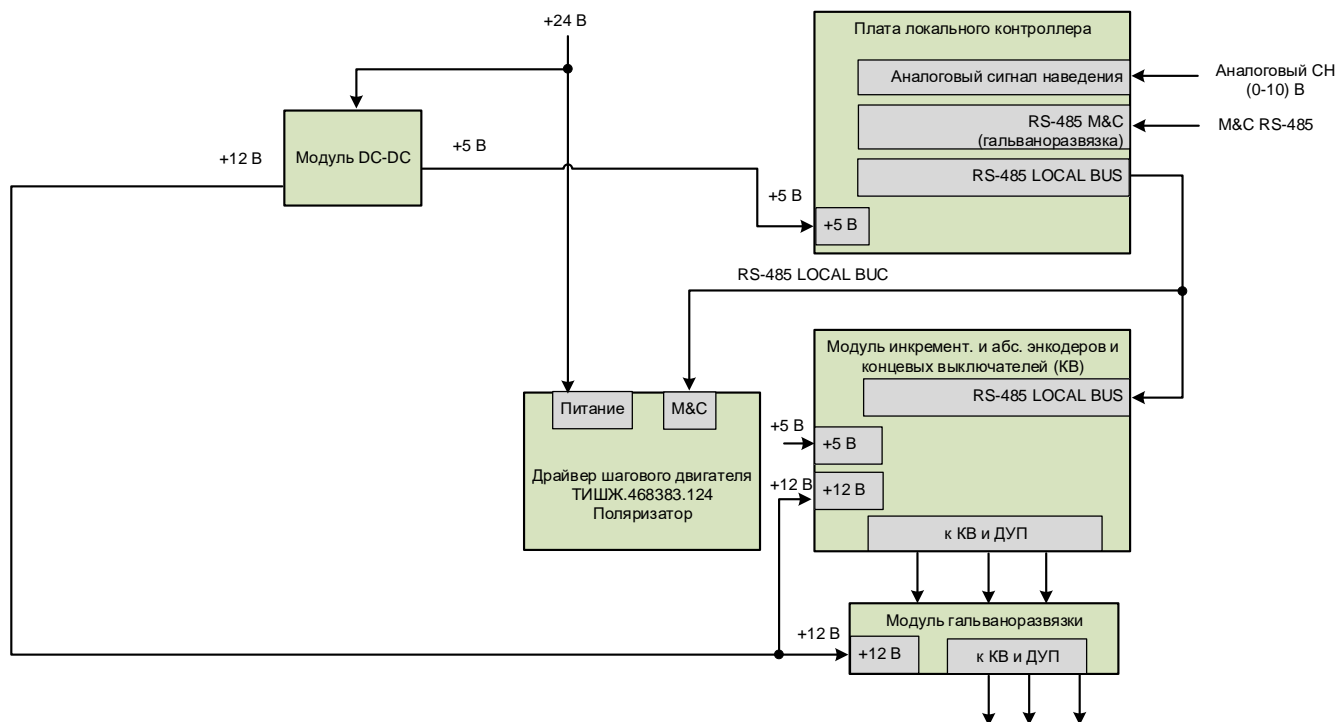 +24 В
Плата локального контроллера
Аналоговый сигнал наведения
Аналоговый СН
(0-10) В
RS-485 M&C
(гальваноразвязка)
M&C RS-485
RS-485 LOCAL BUS
+5 В
+5 В
+12 В
Модуль DC-DC
+5 В
RS-485 LOCAL BUC
Модуль инкремент. и абс. энкодеров и
концевых выключателей (КВ)
RS-485 LOCAL BUS
+5 В
+5 В
+12 В
+12 В
к КВ и ДУП
Питание
M&C
Драйвер шагового двигателя
ТИШЖ.468383.124
Поляризатор
Модуль гальваноразвязки
+12 В
+12 В
к КВ и ДУП